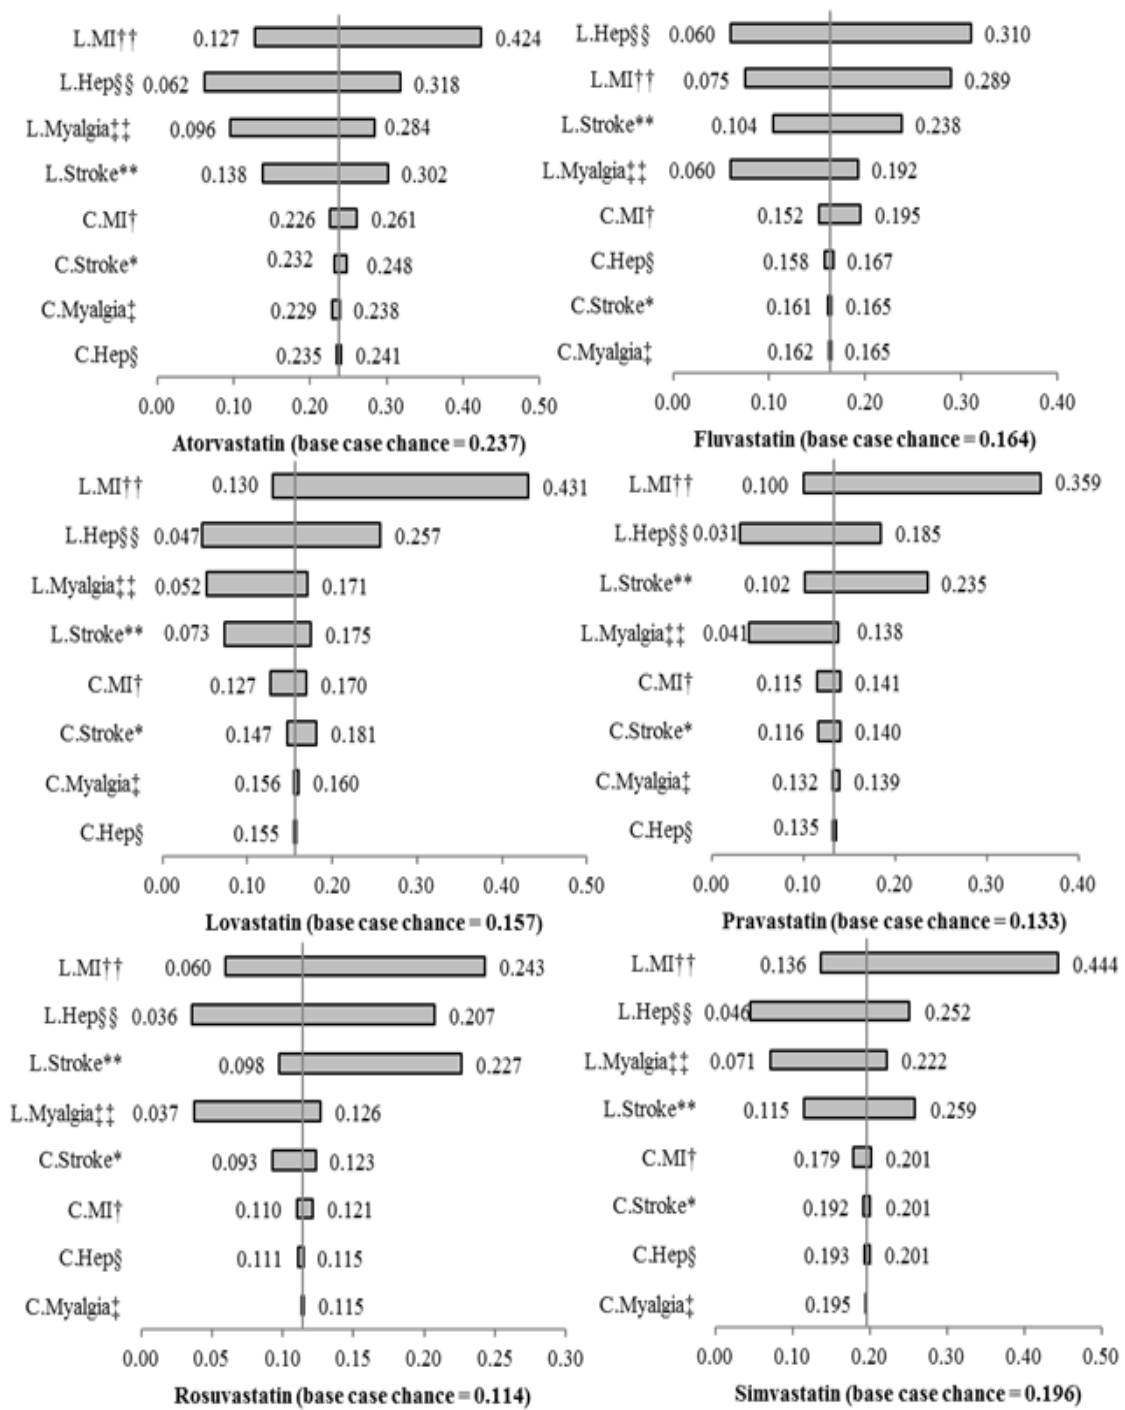 L.MI†† 0.127 0.424
L.Hep§§ 0.062 0.318
L.Myalgia‡‡ 0.096 0.284
L.Stroke** 0.138 0.302
C.MI† 0.226 0.261
C.Stroke* 0.232 0.248
C.Myalgia‡ 0.229 0.238
C.Hep§ 0.235 0.241
0.00 0.10 0.20 0.30 0.40 0.50
Atorvastatin (base case chance = 0.237)
L.Hep§§ 0.060 0.310
L.MI†† 0.075 0.289
L.Stroke** 0.104 0.238
L.Myalgia‡‡ 0.060 0.192
C.MI† 0.152 0.195
C.Hep§ 0.158 0.167
C.Stroke* 0.161 0.165
C.Myalgia‡ 0.162 0.165
0.00 0.10 0.20 0.30 0.40
Fluvastatin (base case chance = 0.164)
L.MI†† 0.130 0.431
L.Hep§§ 0.047 0.257
L.Myalgia‡‡ 0.052 0.171
L.Stroke** 0.073 0.175
C.MI† 0.127 0.170
C.Stroke* 0.147 0.181
C.Myalgia‡ 0.156 0.160
C.Hep§ 0.155
0.00 0.10 0.20 0.30 0.40 0.50
Lovastatin (base case chance = 0.157)
L.MI†† 0.100 0.359
L.Hep§§ 0.031 0.185
L.Stroke** 0.102 0.235
L.Myalgia‡‡ 0.041 0.138
C.MI† 0.115 0.141
C.Stroke* 0.116 0.140
C.Myalgia‡ 0.132 0.139
C.Hep§ 0.135
0.00 0.10 0.20 0.30 0.40
Pravastatin (base case chance = 0.133)
L.MI†† 0.060 0.243
L.Hep§§ 0.036 0.207
L.Stroke** 0.098 0.227
L.Myalgia‡‡ 0.037 0.126
C.Stroke* 0.093 0.123
C.MI† 0.110 0.121
C.Hep§ 0.111 0.115
C.Myalgia‡ 0.115
0.00 0.05 0.10 0.15 0.20 0.25 0.30
Rosuvastatin (base case chance = 0.114)
L.MI†† 0.136 0.444
L.Hep§§ 0.046 0.252
L.Myalgia‡‡ 0.071 0.222
L.Stroke** 0.115 0.259
C.MI† 0.179 0.201
C.Stroke* 0.192 0.201
C.Hep§ 0.193 0.201
C.Myalgia‡ 0.195
0.00 0.10 0.20 0.30 0.40 0.50
Simvastatin (base case chance = 0.196)